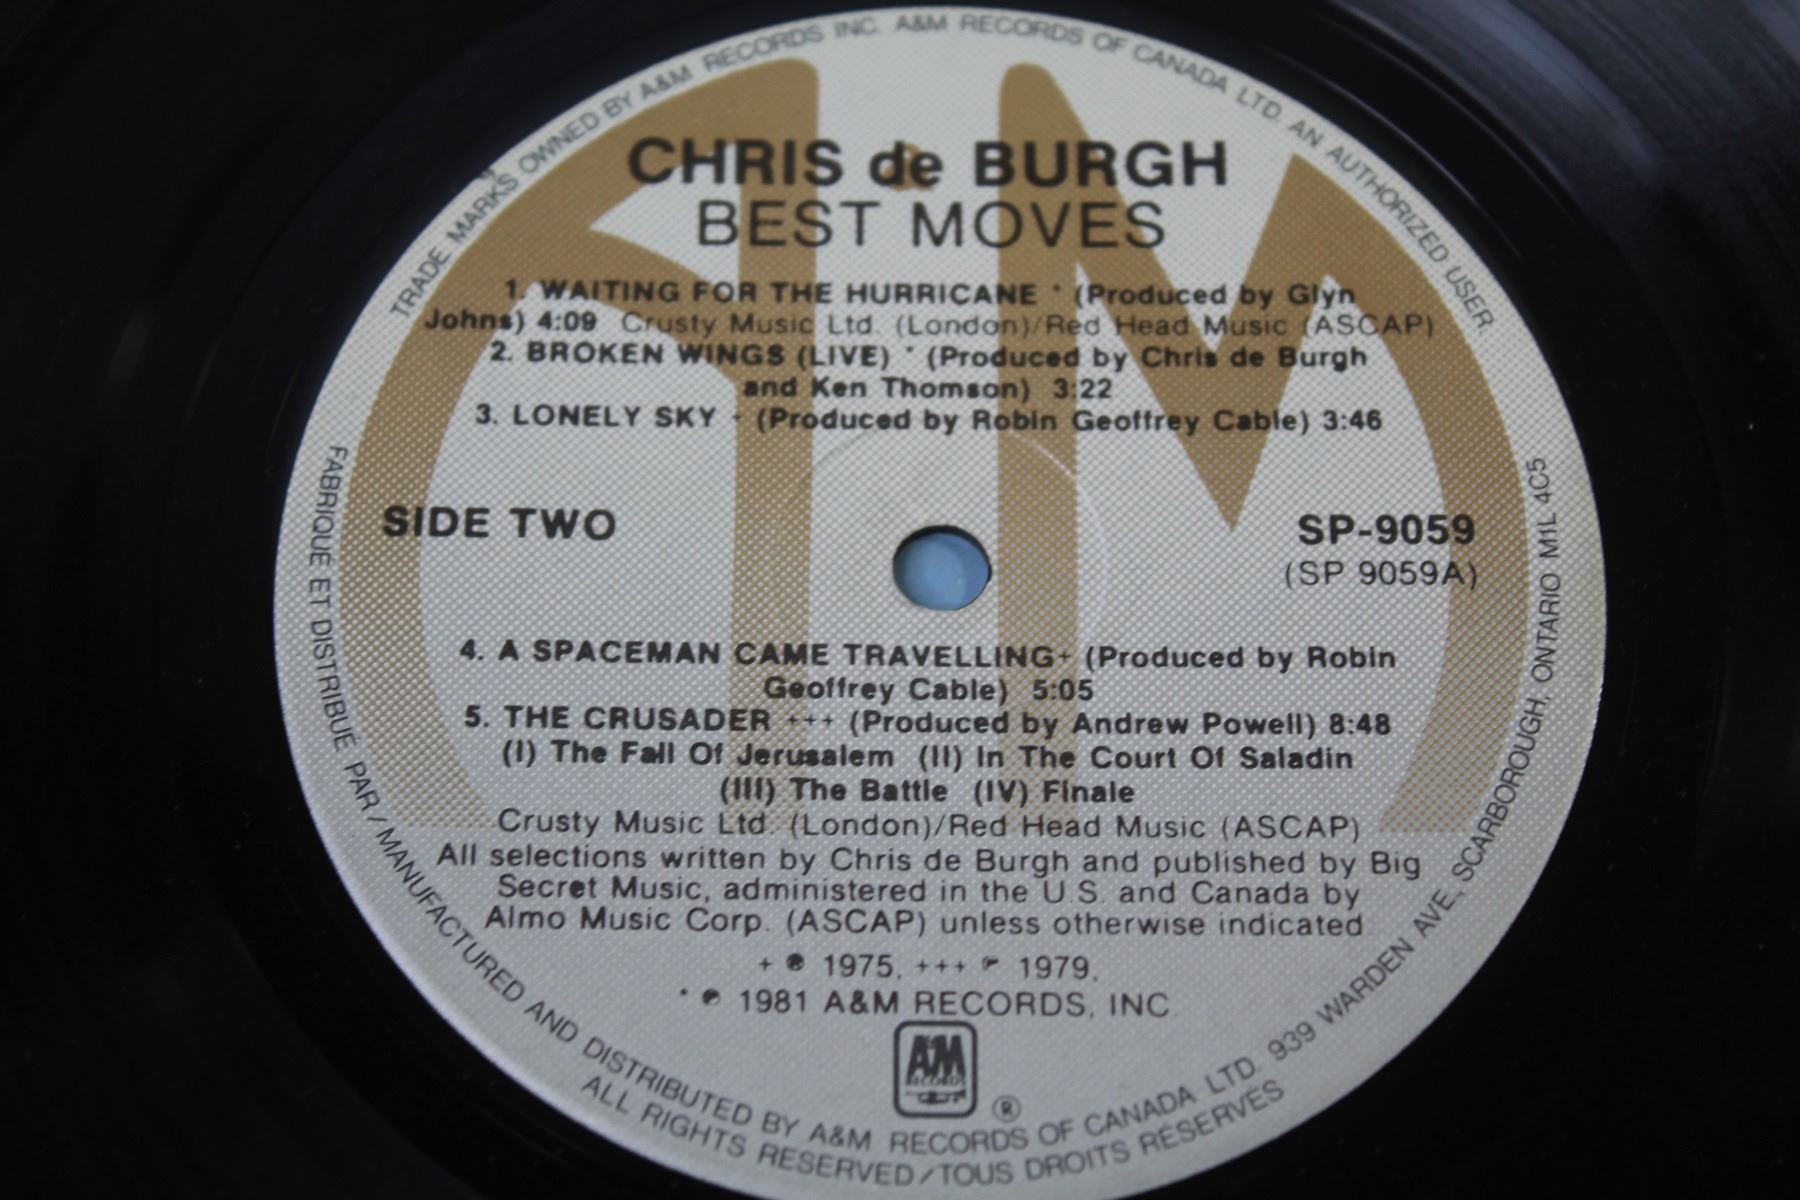 TRADE MARKS OWNED BY A&M RECORDS INC. A&M RECORDS OF CANADA LTD. AN AUTHORIZED USER.
CHRIS de BURGH
BEST MOVES
1. WAITING FOR THE HURRICANE * (Produced by Glyn
Johns) 4:09 Crusty Music Ltd. (London)/Red Head Music (ASCAP)
2. BROKEN WINGS (LIVE) * (Produced by Chris de Burgh
and Ken Thomson) 3:22
3. LONELY SKY + (Produced by Robin Geoffrey Cable) 3:46
SIDE TWO
SP-9059
(SP 9059A)
4. A SPACEMAN CAME TRAVELLING+ (Produced by Robin
Geoffrey Cable) 5:05
5. THE CRUSADER +++ (Produced by Andrew Powell) 8:48
(I) The Fall Of Jerusalem (II) In The Court Of Saladin
(III) The Battle (IV) Finale
Crusty Music Ltd. (London)/Red Head Music (ASCAP)
All selections written by Chris de Burgh and published by Big
Secret Music, administered in the U.S. and Canada by
Almo Music Corp. (ASCAP) unless otherwise indicated
+ ℗ 1975, +++ ℗ 1979,
* ℗ 1981 A&M RECORDS, INC.
A&M
RECORDS
®
FABRIQUÉ ET DISTRIBUÉ PAR / MANUFACTURED AND DISTRIBUTED BY A&M RECORDS OF CANADA LTD. 939 WARDEN AVE., SCARBOROUGH, ONTARIO M1L 4C5
ALL RIGHTS RESERVED/TOUS DROITS RÉSERVÉS